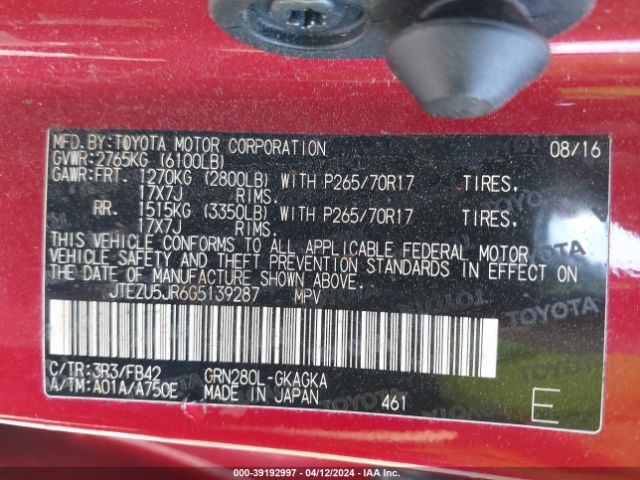 MFD.BY:TOYOTA MOTOR CORPORATION 08/16
GVWR:2765KG (6100LB)
GAWR:FRT. 1270KG (2800LB) WITH P265/70R17 TIRES.
17X7J RIMS.
RR. 1515KG (3350LB) WITH P265/70R17 TIRES.
17X7J RIMS.
THIS VEHICLE CONFORMS TO ALL APPLICABLE FEDERAL MOTOR
VEHICLE SAFETY AND THEFT PREVENTION STANDARDS IN EFFECT ON
THE DATE OF MANUFACTURE SHOWN ABOVE.
JTEZU5JR6G5139287 MPV
C/TR:3R3/FB42 GRN280L-GKAGKA
A/TM:A01A/A750E MADE IN JAPAN 461
E
TOYOTA
000-39192997 - 04/12/2024 - IAA Inc.